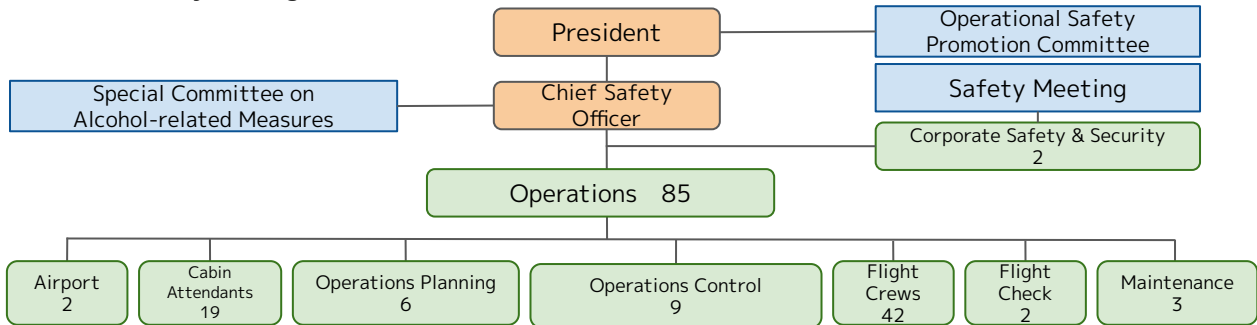 President
Operational Safety
Promotion Committee
Special Committee on
Alcohol-related Measures
Chief Safety
Officer
Safety Meeting
Corporate Safety & Security
2
Operations 85
Airport
2
Cabin
Attendants
19
Operations Planning
6
Operations Control
9
Flight
Crews
42
Flight
Check
2
Maintenance
3